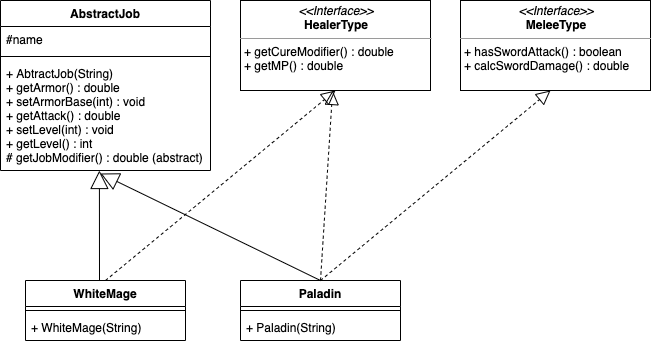 AbstractJob
#name
+ AbtractJob(String)
+ getArmor() : double
+ setArmorBase(int) : void
+ getAttack() : double
+ setLevel(int) : void
+ getLevel() : int
# getJobModifier() : double (abstract)
<<Interface>>
HealerType
+ getCureModifier() : double
+ getMP() : double
<<Interface>>
MeleeType
+ hasSwordAttack() : boolean
+ calcSwordDamage() : double
WhiteMage
+ WhiteMage(String)
Paladin
+ Paladin(String)